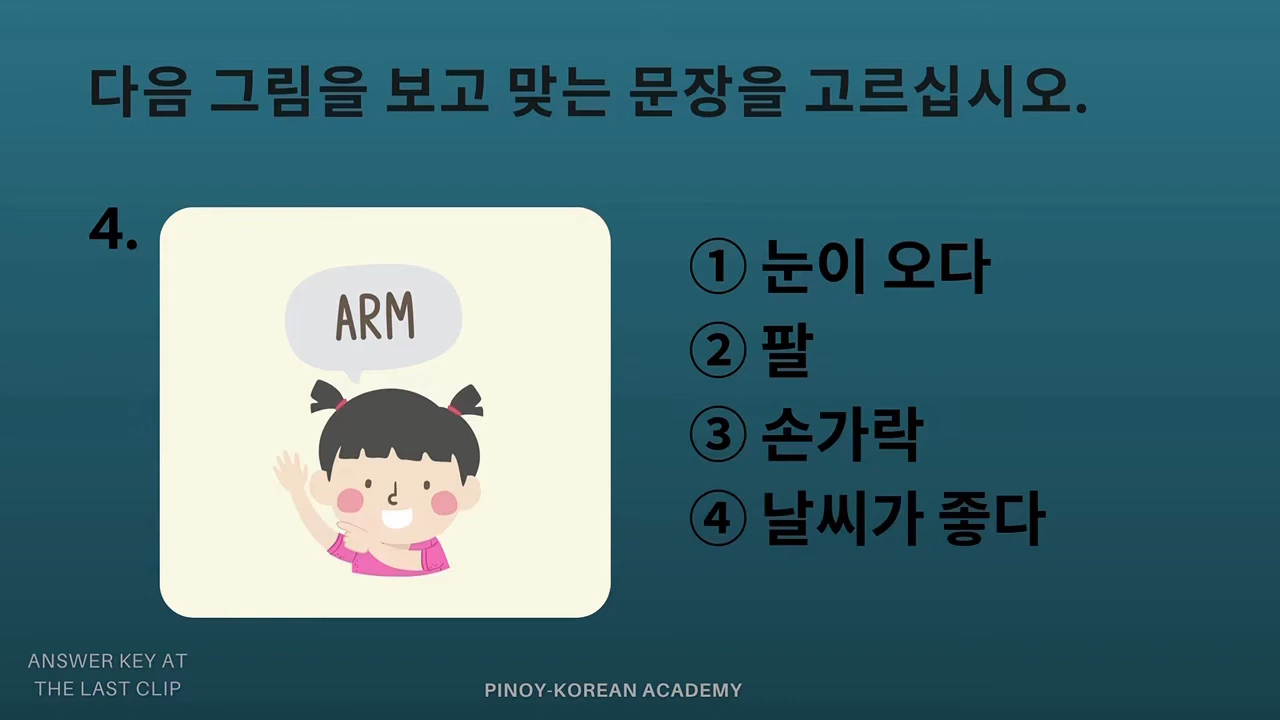 다음 그림을 보고 맞는 문장을 고르십시오.
4.
ARM
① 눈이 오다
② 팔
③ 손가락
④ 날씨가 좋다
ANSWER KEY AT
THE LAST CLIP
PINOY-KOREAN ACADEMY